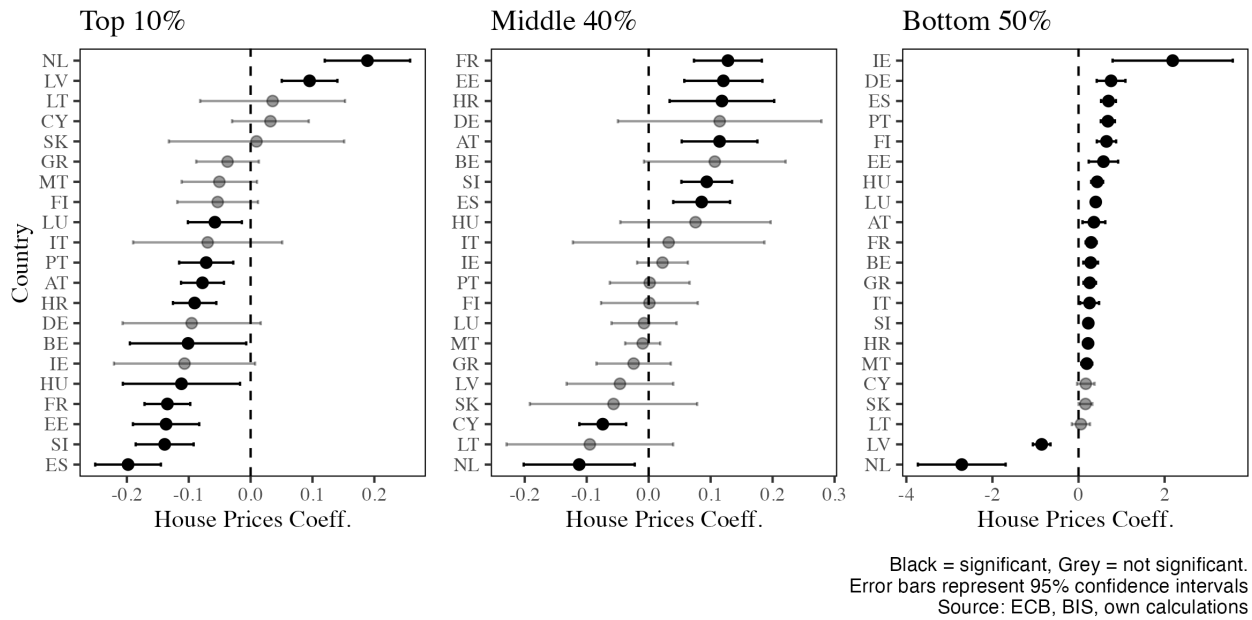 Top 10%
Middle 40%
Bottom 50%
Country
NL
LV
LT
CY
SK
GR
MT
FI
LU
IT
PT
AT
HR
DE
BE
IE
HU
FR
EE
SI
ES
-0.2 -0.1 0.0 0.1 0.2
House Prices Coeff.
FR
EE
HR
DE
AT
BE
SI
ES
HU
IT
IE
PT
FI
LU
MT
GR
LV
SK
CY
LT
NL
-0.2 -0.1 0.0 0.1 0.2 0.3
House Prices Coeff.
IE
DE
ES
PT
FI
EE
HU
LU
AT
FR
BE
GR
IT
SI
HR
MT
CY
SK
LT
LV
NL
-4 -2 0 2
House Prices Coeff.
Black = significant, Grey = not significant.
Error bars represent 95% confidence intervals
Source: ECB, BIS, own calculations